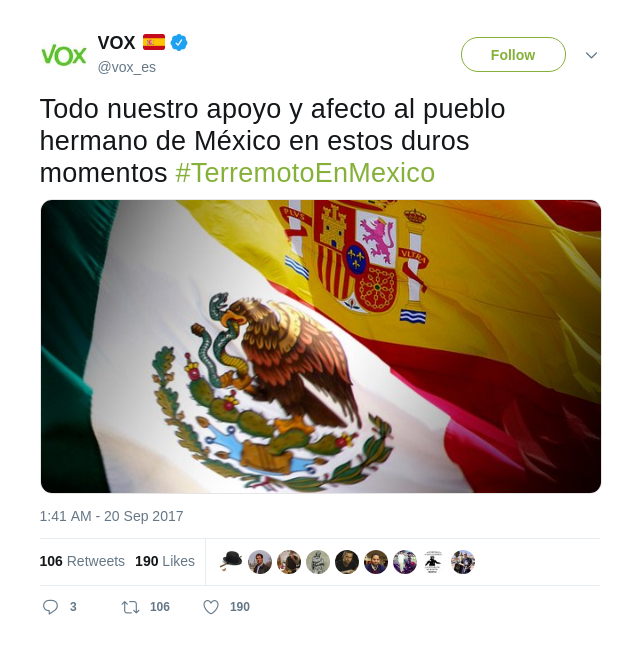 VOX
VOX
@vox_es
Follow
Todo nuestro apoyo y afecto al pueblo
hermano de México en estos duros
momentos #TerremotoEnMexico
PLVS
VLTRA
1:41 AM - 20 Sep 2017
106 Retweets 190 Likes
3 106 190